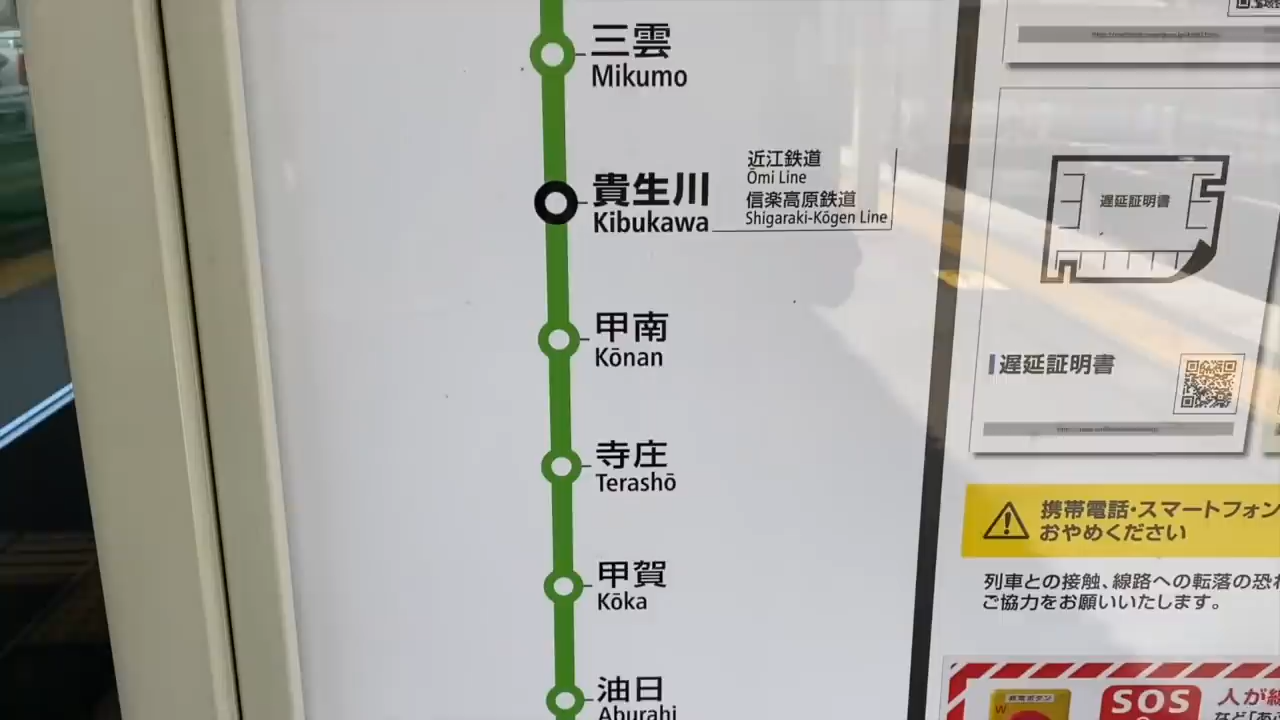 三雲
Mikumo
貴生川
Kibukawa
近江鉄道
Ōmi Line
信楽高原鉄道
Shigaraki-Kōgen Line
甲南
Kōnan
寺庄
Terashō
甲賀
Kōka
油日
Aburahi
遅延証明書
遅延証明書
携帯電話・スマートフォン
おやめください
列車との接触、線路への転落の恐れ
ご協力をお願いいたします。
SOS
人が線